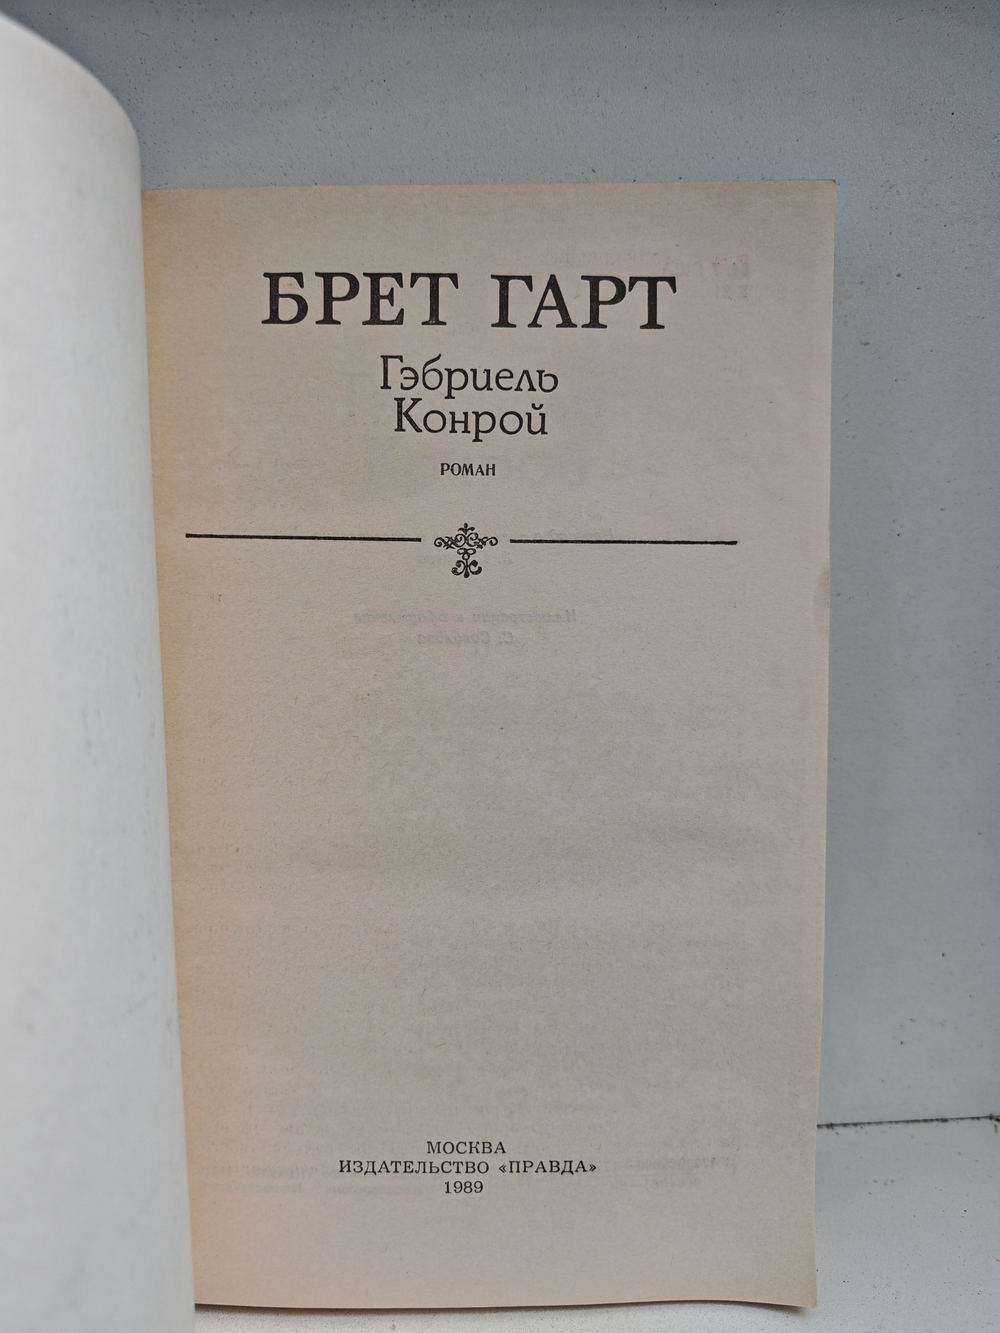 БРЕТ ГАРТ
Гэбриель
Конрой
РОМАН
МОСКВА
ИЗДАТЕЛЬСТВО «ПРАВДА»
1989